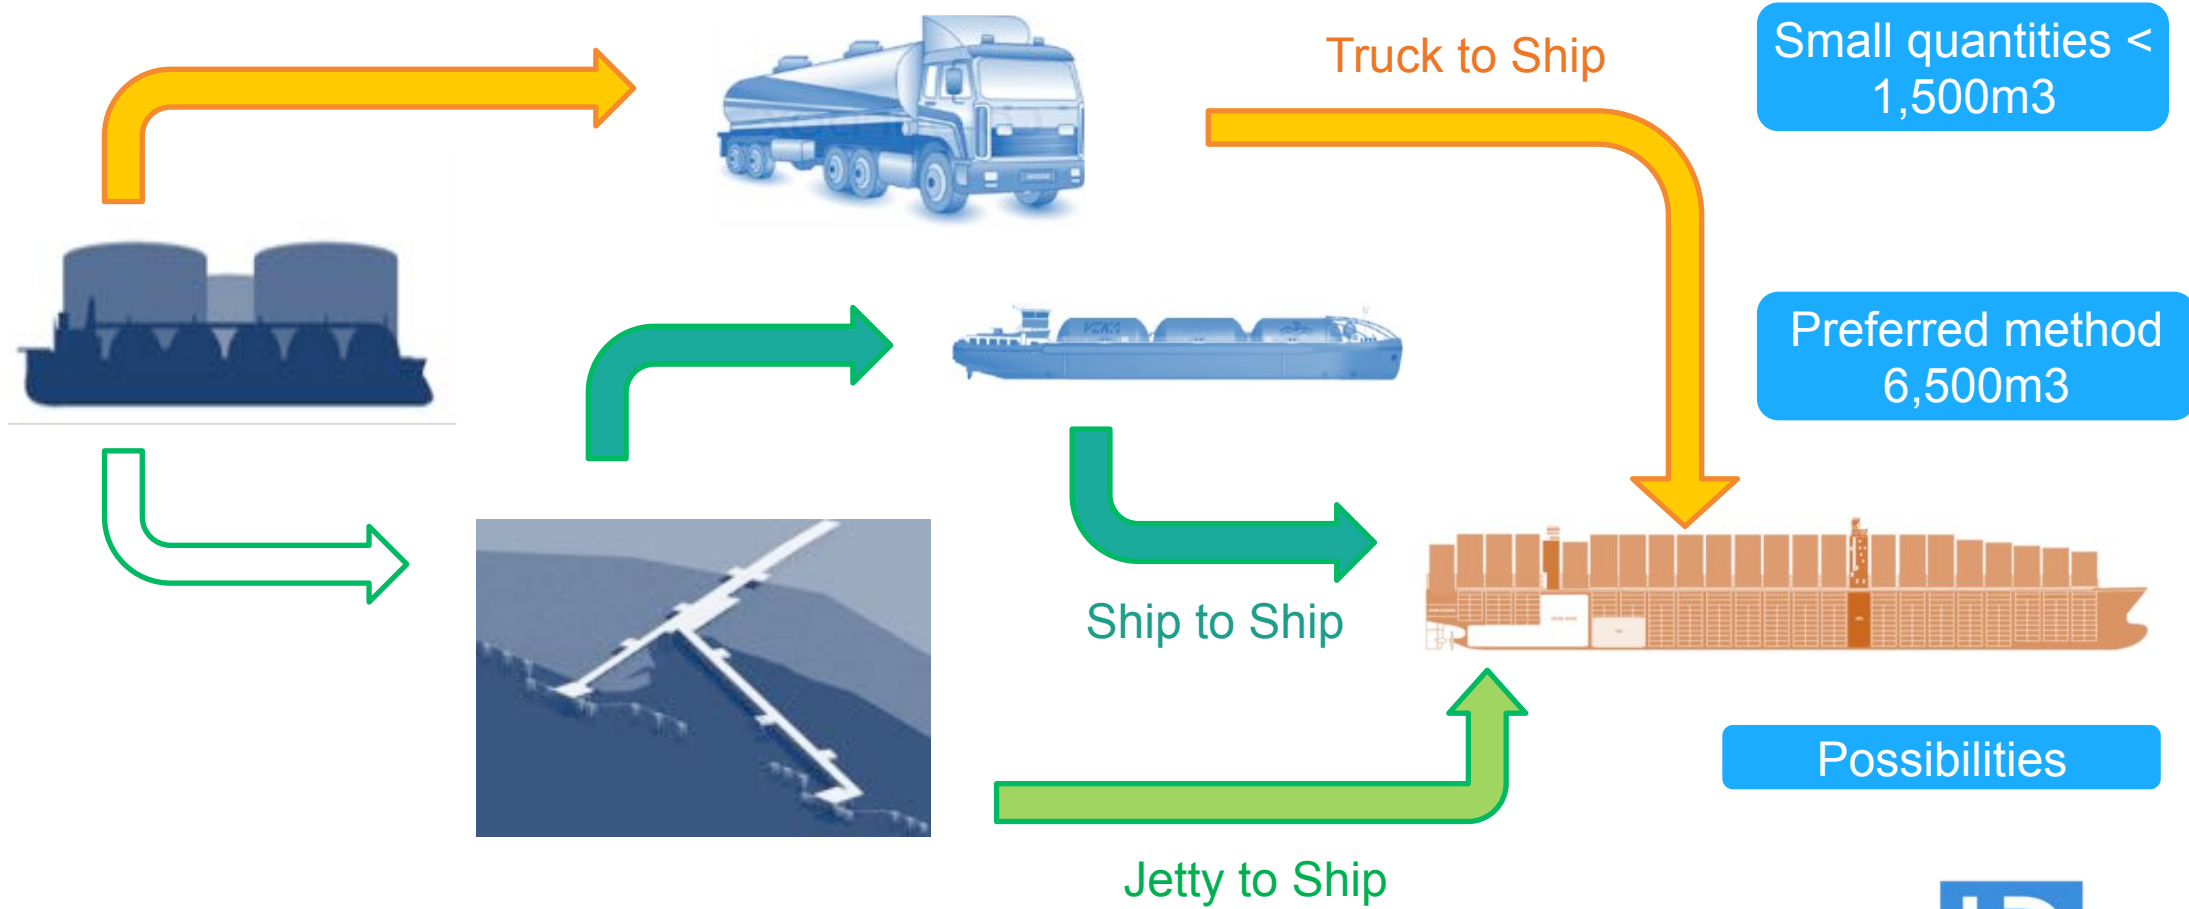 Truck to Ship
Small quantities <
1,500m3
Preferred method
6,500m3
Ship to Ship
Possibilities
Jetty to Ship